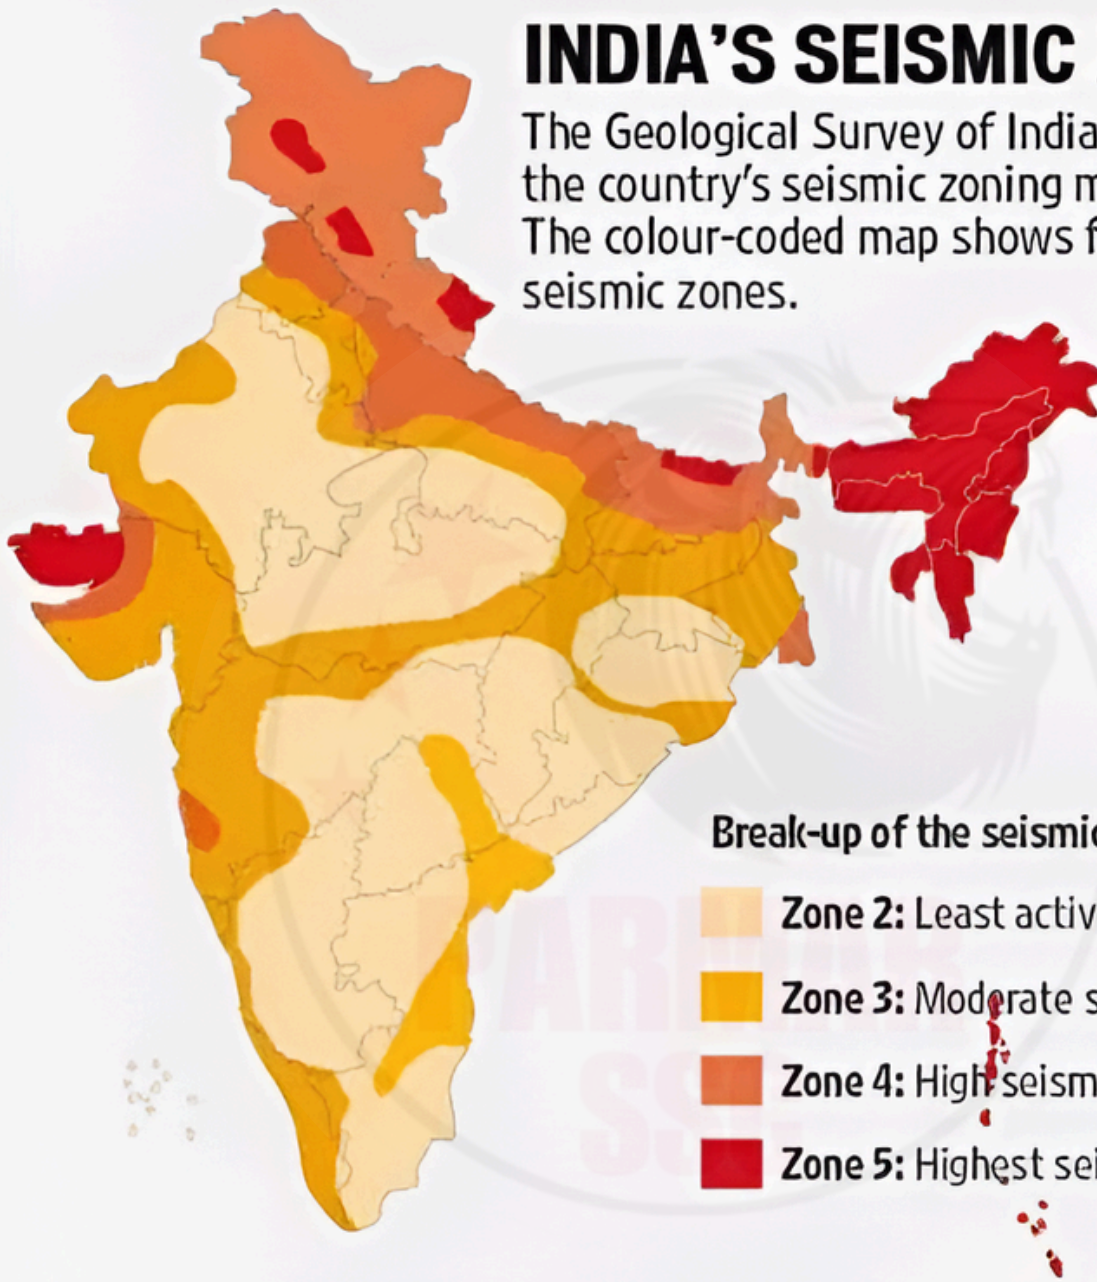 INDIA'S SEISMIC
The Geological Survey of India
the country's seismic zoning m
The colour-coded map shows f
seismic zones.
Break-up of the seismic
Zone 2: Least activ
Zone 3: Moderate s
Zone 4: High seism
Zone 5: Highest sei
PARMAR
SSC